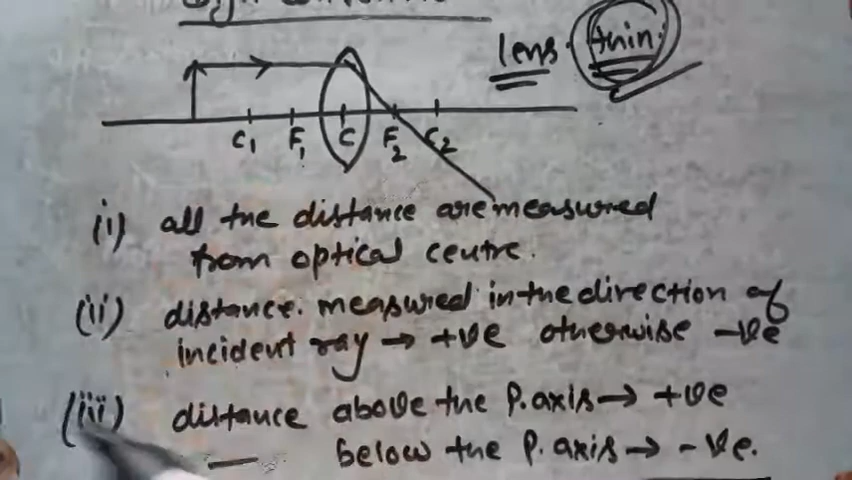 lens. thin.
C1 F1 C F2 C2
(i) all the distance are measured
from optical centre.
(ii) distance. measured in the direction of
incident ray → +ve otherwise -ve
(iii) distance above the P.axis → +ve
— below the P. axis → -ve.